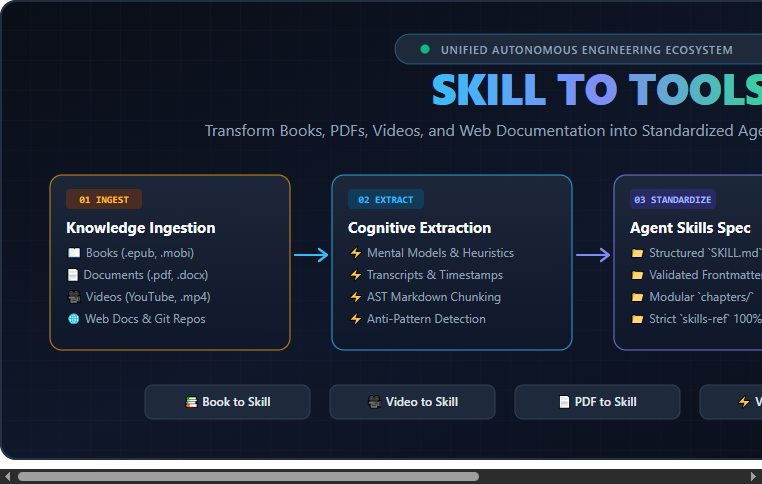 UNIFIED AUTONOMOUS ENGINEERING ECOSYSTEM
SKILL TO TOOLS
Transform Books, PDFs, Videos, and Web Documentation into Standardized Age
01 INGEST
Knowledge Ingestion
Books (.epub, .mobi)
Documents (.pdf, .docx)
Videos (YouTube, .mp4)
Web Docs & Git Repos
02 EXTRACT
Cognitive Extraction
Mental Models & Heuristics
Transcripts & Timestamps
AST Markdown Chunking
Anti-Pattern Detection
03 STANDARDIZE
Agent Skills Spec
Structured `SKILL.md`
Validated Frontmatter
Modular `chapters/`
Strict `skills-ref` 100%
Book to Skill
Video to Skill
PDF to Skill
V